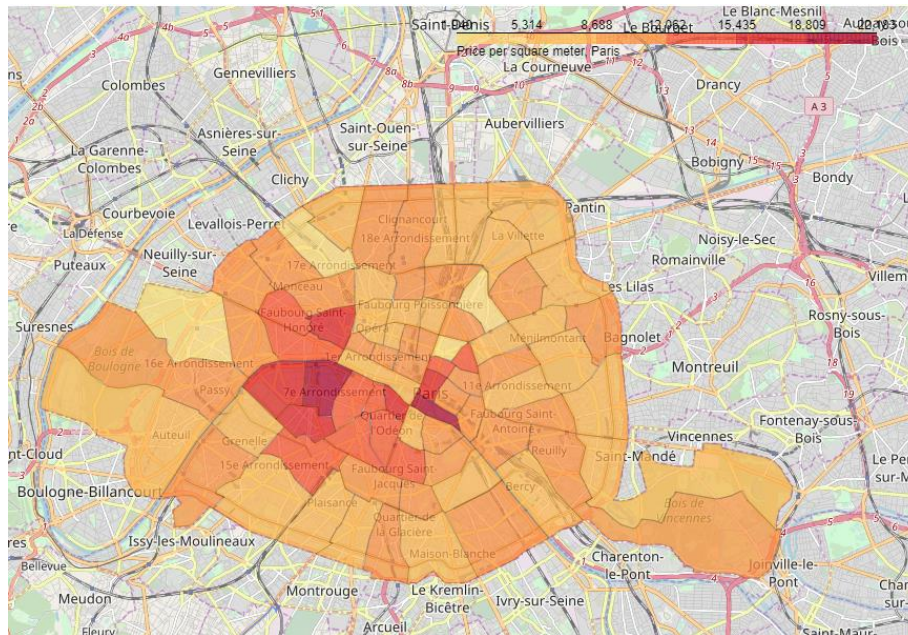 Le Blanc-Mesnil
Saint-Denis
5,314
8,688
12,062
15,435
18,809
22,183
Le Bourget
Bois
Price per square meter, Paris
La Courneuve
Gennevilliers
Drancy
Colombes
A 3
Aubervilliers
Saint-Ouen-
sur-Seine
Asnières-sur-
Seine
La Garenne-
Colombes
Bobigny
Bondy
Clichy
Pantin
Courbevoie
Levallois-Perret
La Défense
Clignancourt
18e Arrondissement
La Villette
Noisy-le-Sec
Neuilly-sur-
Seine
Puteaux
17e Arrondissement
Romainville
Monceau
Les Lilas
Faubourg Poissonnière
Faubourg Saint-
Honoré
Opéra
Rosny-sous-
Bois
Suresnes
Ménilmontant
Bagnolet
Bois de
Boulogne
16e Arrondissement
1er Arrondissement
Montreuil
Passy
7e Arrondissement
Paris
11e Arrondissement
Quartier de
l'Odéon
Faubourg Saint-
Antoine
Fontenay-sous-
Bois
Auteuil
Grenelle
Vincennes
Reuilly
Saint-Mandé
15e Arrondissement
Faubourg Saint-
Jacques
Boulogne-Billancourt
Plaisance
Bercy
Bois de
Vincennes
Quartier de
la Glacière
Issy-les-Moulineaux
Maison-Blanche
Charenton-
le-Pont
Joinville-le-
Pont
Bellevue
Meudon
Montrouge
Le Kremlin-
Bicêtre
Ivry-sur-Seine
Arcueil
Fleury
Saint-Maur-